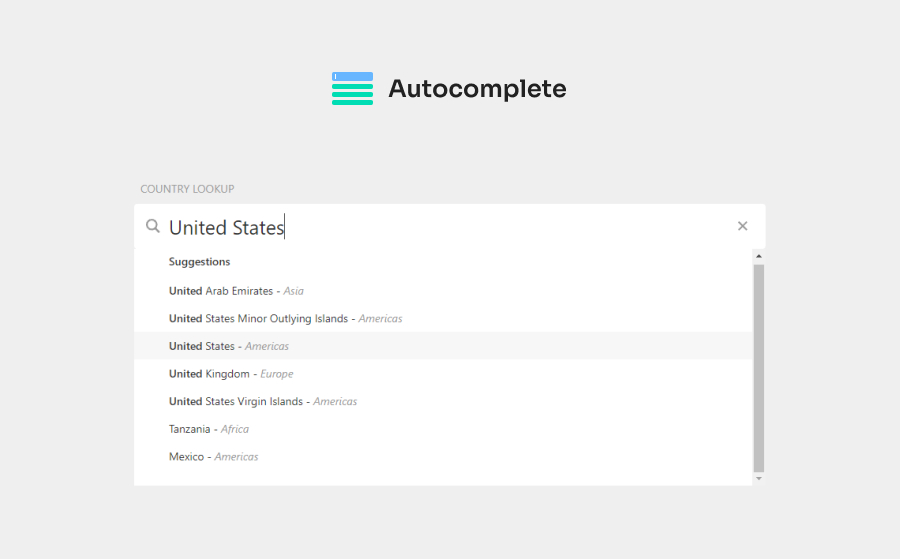 Autocomplete
COUNTRY LOOKUP
United States
Suggestions
United Arab Emirates - Asia
United States Minor Outlying Islands - Americas
United States - Americas
United Kingdom - Europe
United States Virgin Islands - Americas
Tanzania - Africa
Mexico - Americas